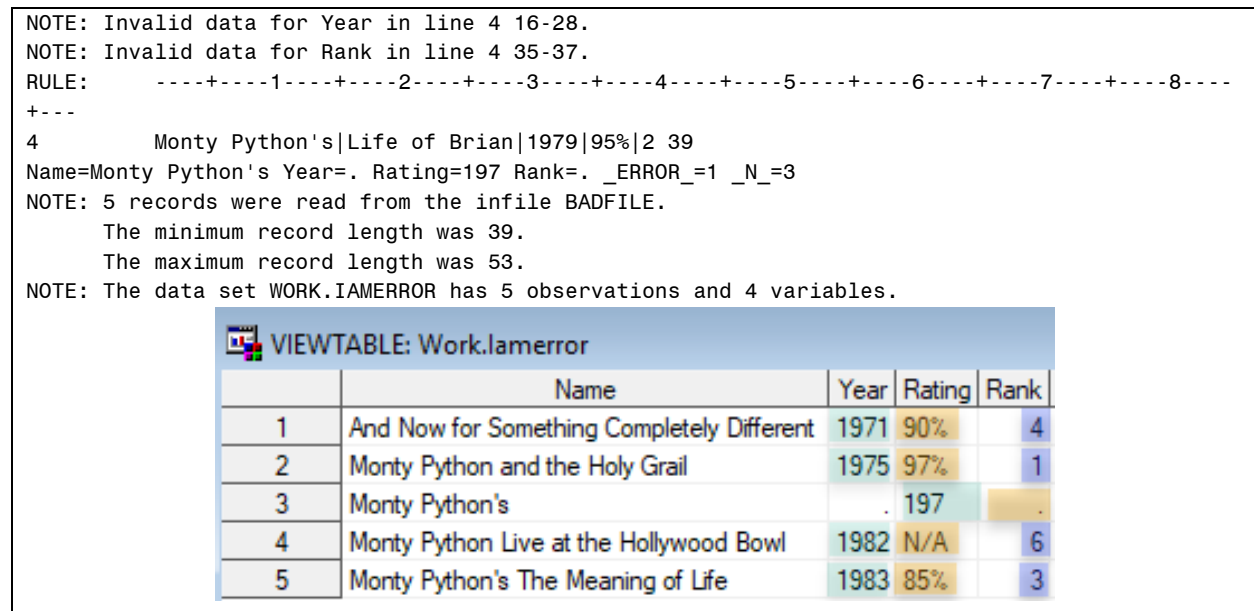 NOTE: Invalid data for Year in line 4 16-28.
NOTE: Invalid data for Rank in line 4 35-37.
RULE:      ----+----1----+----2----+----3----+----4----+----5----+----6----+----7----+----8----
+---
4          Monty Python's|Life of Brian|1979|95%|2 39
Name=Monty Python's Year=. Rating=197 Rank=. _ERROR_=1 _N_=3
NOTE: 5 records were read from the infile BADFILE.
      The minimum record length was 39.
      The maximum record length was 53.
NOTE: The data set WORK.IAMERROR has 5 observations and 4 variables.
VIEWTABLE: Work.Iamerror
Name Year Rating Rank
1 And Now for Something Completely Different 1971 90% 4
2 Monty Python and the Holy Grail 1975 97% 1
3 Monty Python's . 197 .
4 Monty Python Live at the Hollywood Bowl 1982 N/A 6
5 Monty Python's The Meaning of Life 1983 85% 3